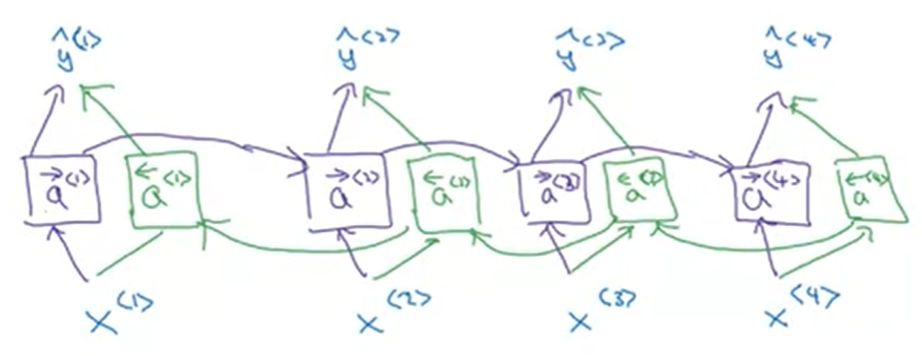 ŷ<1> ŷ<2> ŷ<3> ŷ<4>
a→<1> a←<1> a→<2> a←<2> a→<3> a←<3> a→<4> a←<4>
x<1> x<2> x<3> x<4>